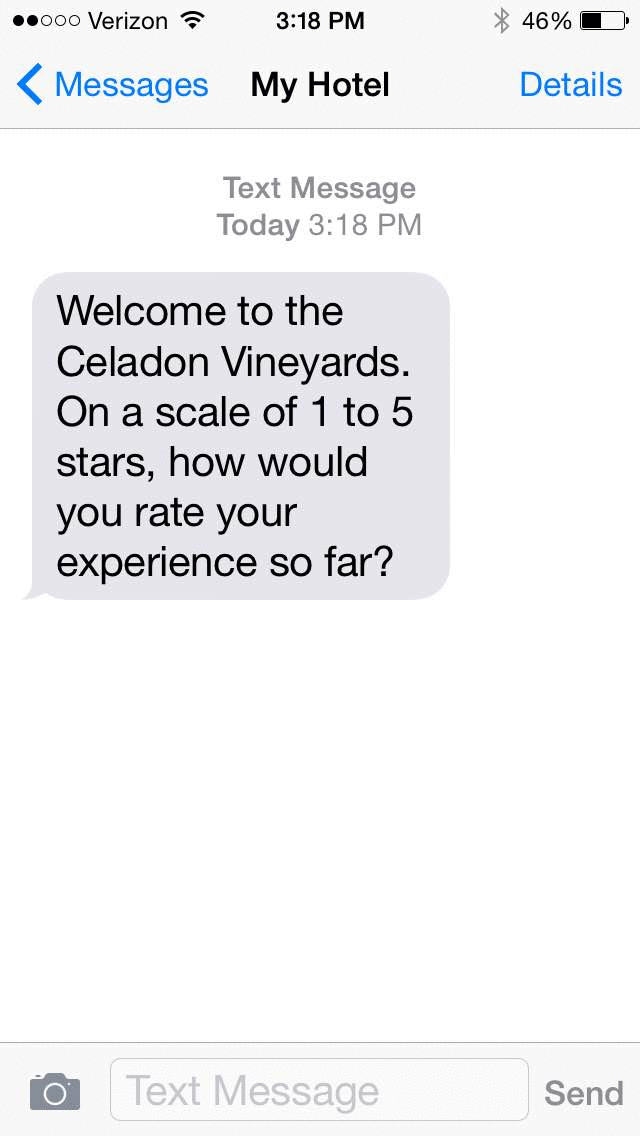 Verizon 3:18 PM 46%
Messages My Hotel Details
Text Message
Today 3:18 PM
Welcome to the
Celadon Vineyards.
On a scale of 1 to 5
stars, how would
you rate your
experience so far?
Text Message Send